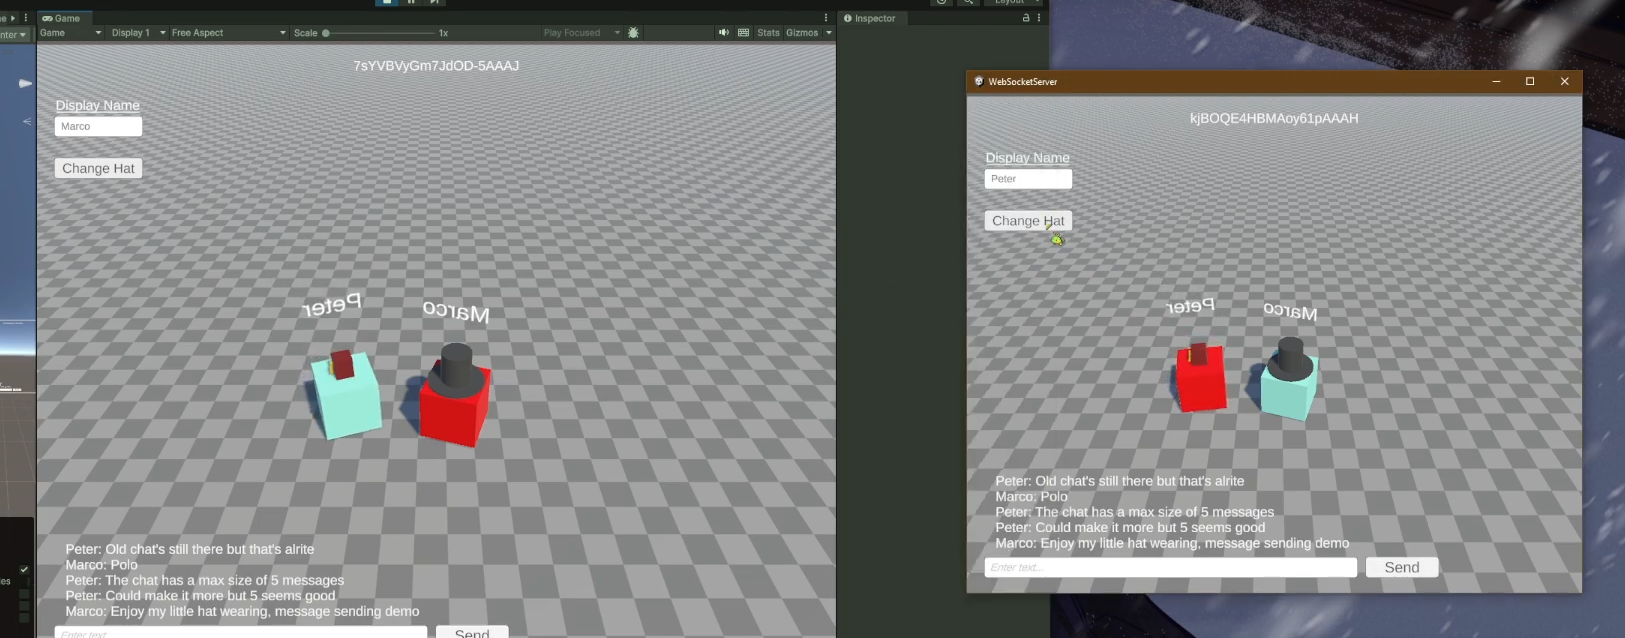 Layout
Game
Inspector
Game
Display 1
Free Aspect
Scale
1x
Play Focused
Stats
Gizmos
7sYVBVyGm7JdOD-5AAAJ
Display Name
Marco
Change Hat
Peter
Marco
Peter: Old chat's still there but that's alrite
Marco: Polo
Peter: The chat has a max size of 5 messages
Peter: Could make it more but 5 seems good
Marco: Enjoy my little hat wearing, message sending demo
Enter text...
Send
WebSocketServer
kjBOQE4HBMAoy61pAAAH
Display Name
Peter
Change Hat
Peter
Marco
Peter: Old chat's still there but that's alrite
Marco: Polo
Peter: The chat has a max size of 5 messages
Peter: Could make it more but 5 seems good
Marco: Enjoy my little hat wearing, message sending demo
Enter text...
Send